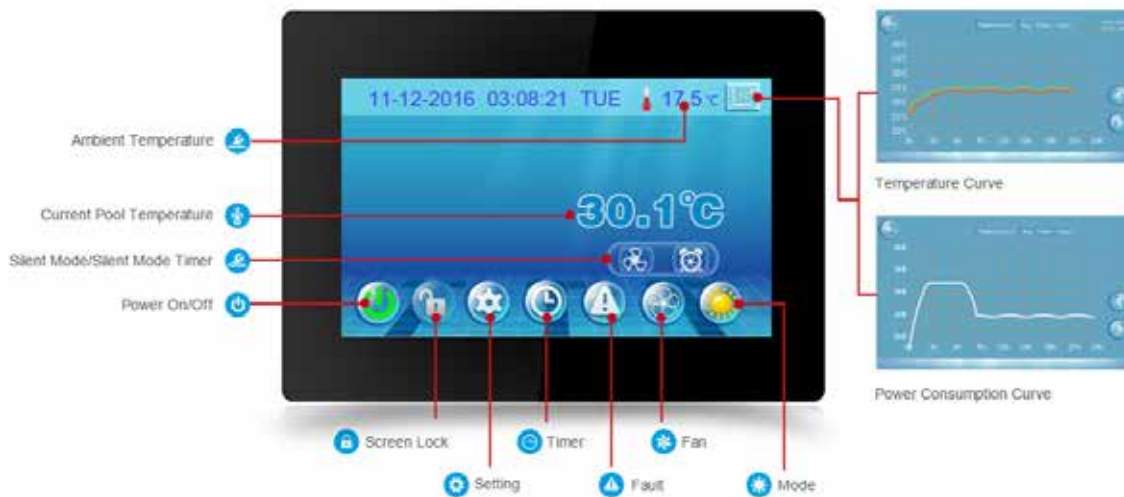 11-12-2016 03:08:21 TUE 17.5 °C
Ambient Temperature
Current Pool Temperature
30.1°C
Silent Mode/Silent Mode Timer
Power On/Off
Screen Lock
Timer
Fan
Setting
Fault
Mode
Temperature Curve
Power Consumption Curve